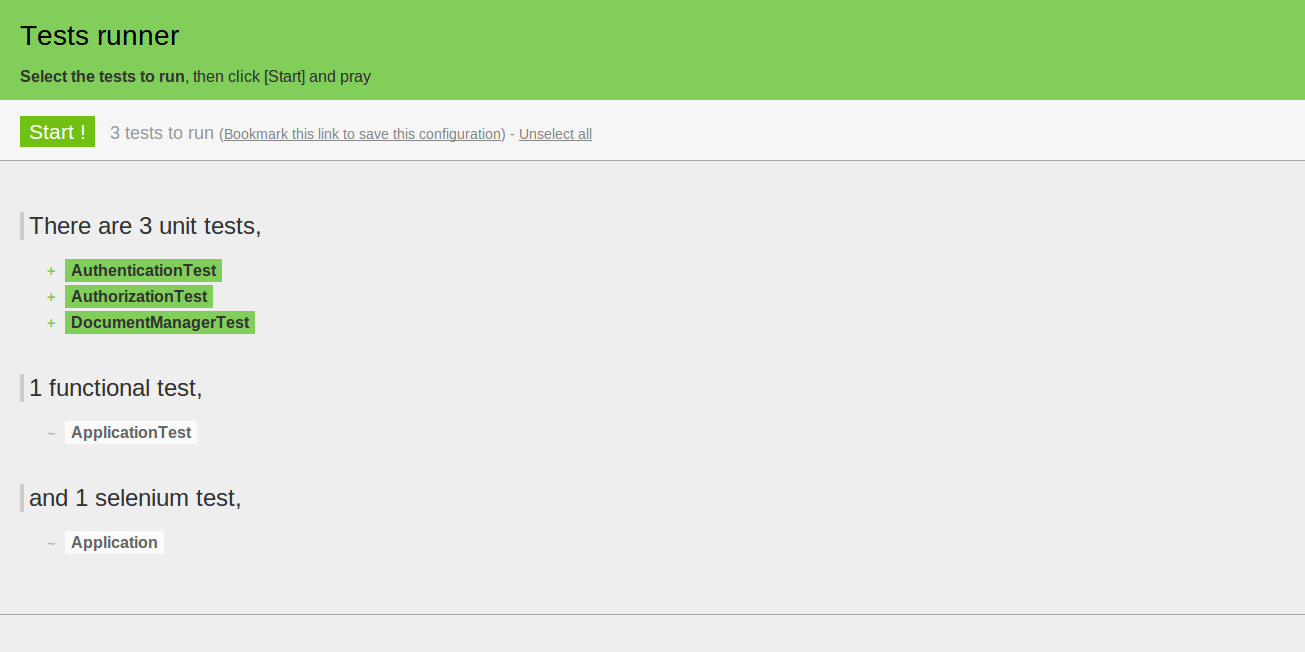 Tests runner
Select the tests to run, then click [Start] and pray
Start ! 3 tests to run (Bookmark this link to save this configuration) - Unselect all
There are 3 unit tests,
+ AuthenticationTest
+ AuthorizationTest
+ DocumentManagerTest
1 functional test,
~ ApplicationTest
and 1 selenium test,
~ Application